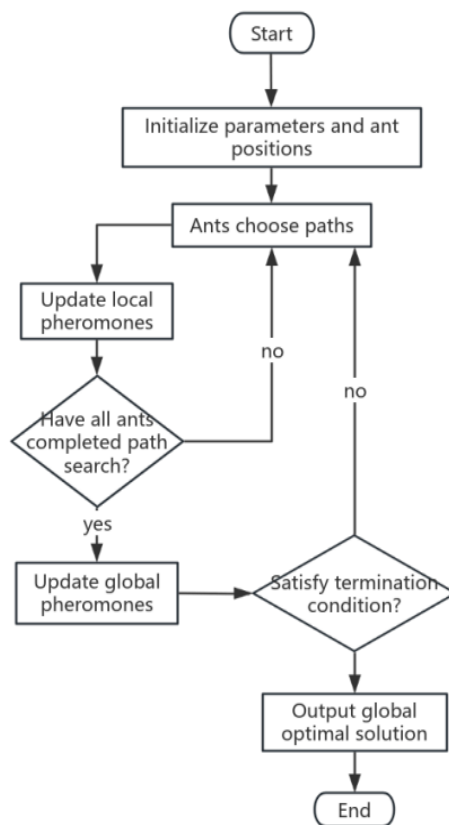 Start
Initialize parameters and ant
positions
Ants choose paths
Update local
pheromones
no
no
Have all ants
completed path
search?
yes
Update global
pheromones
Satisfy termination
condition?
Output global
optimal solution
End